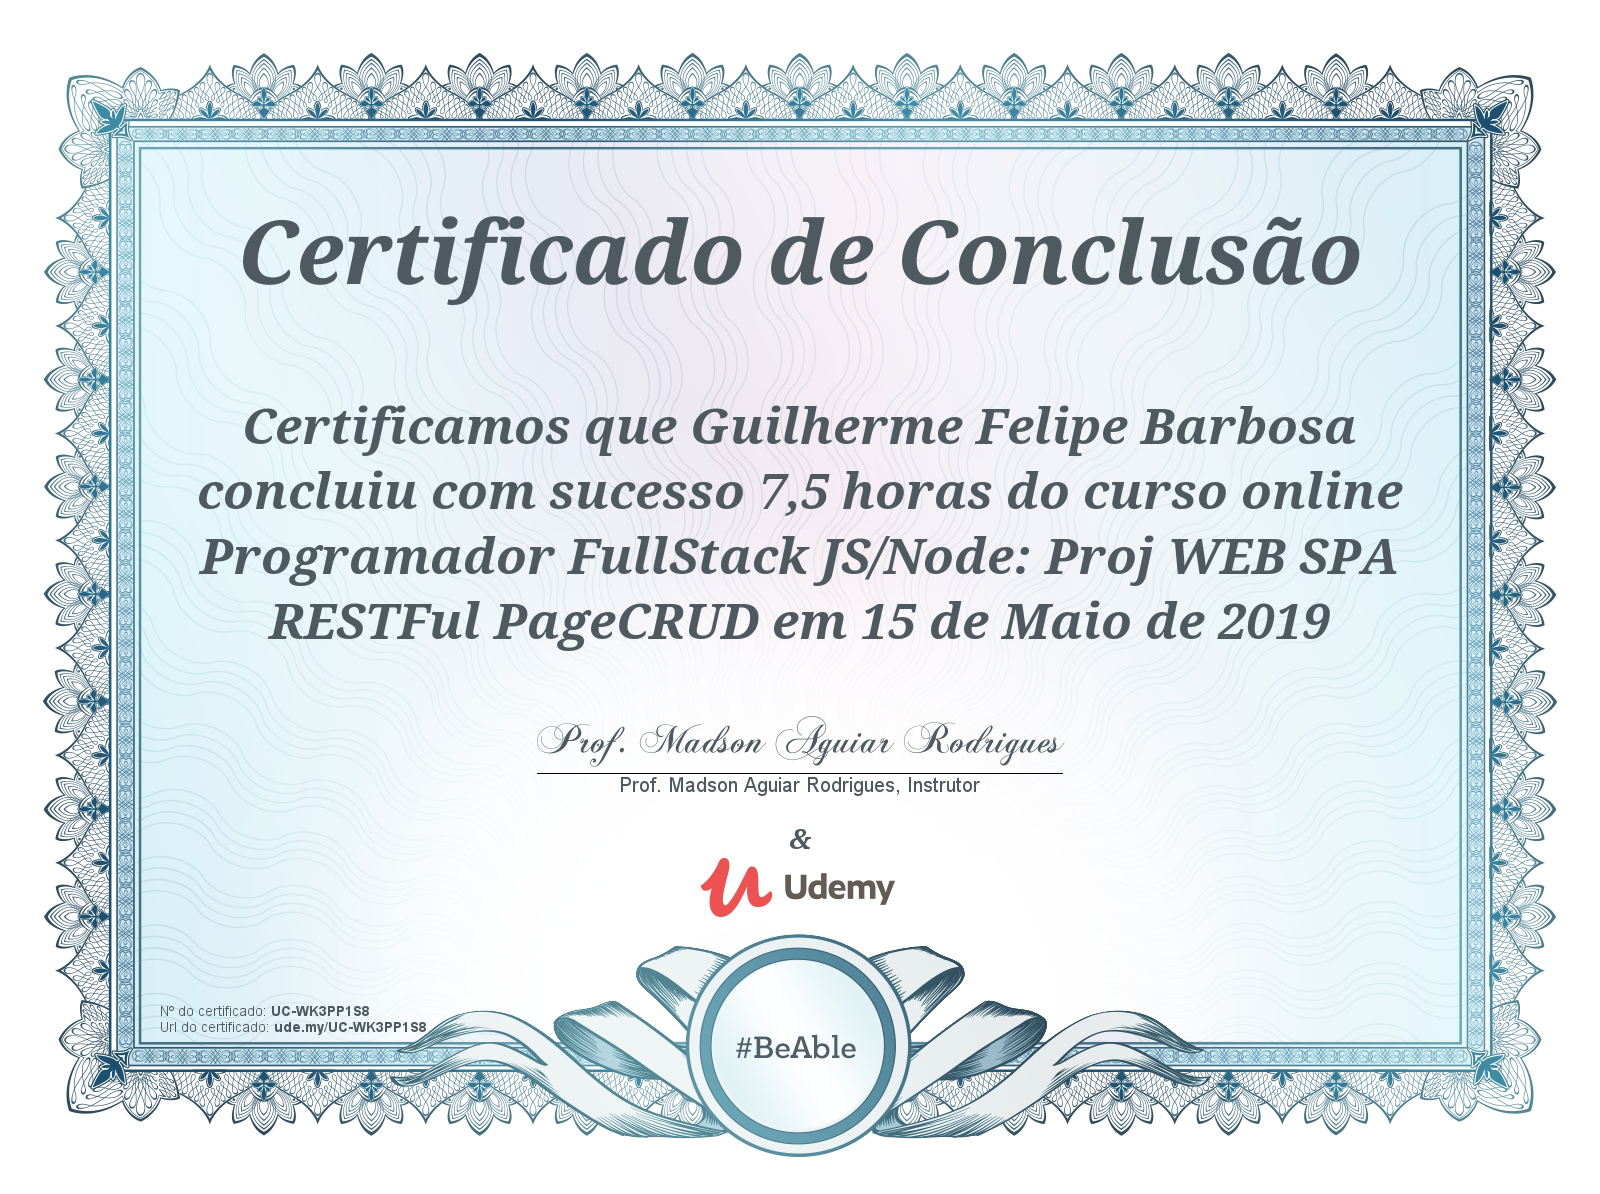 Certificado de Conclusão
Certificamos que Guilherme Felipe Barbosa
concluiu com sucesso 7,5 horas do curso online
Programador FullStack JS/Node: Proj WEB SPA
RESTFul PageCRUD em 15 de Maio de 2019
Prof. Madson Aguiar Rodrigues
Prof. Madson Aguiar Rodrigues, Instrutor
&
Udemy
Nº do certificado: UC-WK3PP1S8
Url do certificado: ude.my/UC-WK3PP1S8
#BeAble